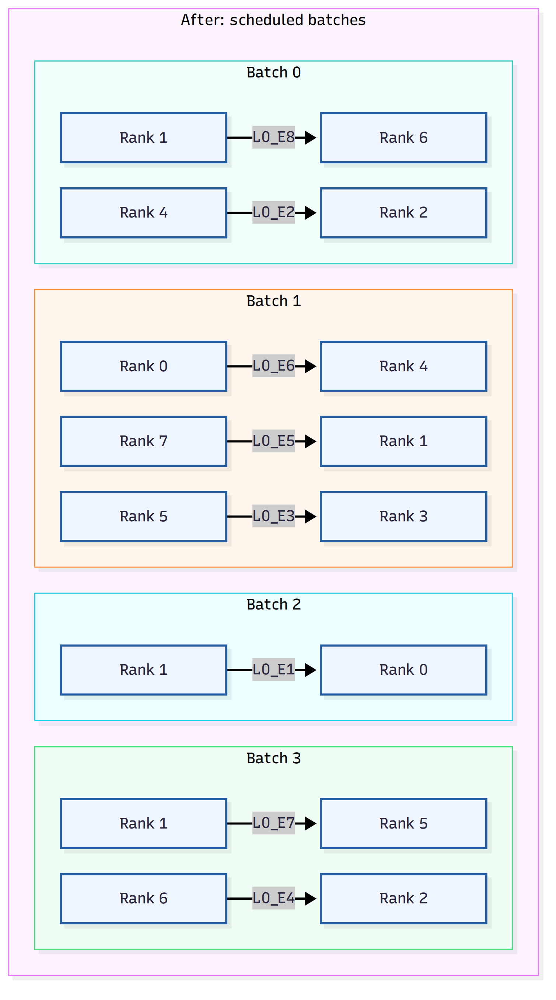 After: scheduled batches
Batch 0
Rank 1 L0_E8 Rank 6
Rank 4 L0_E2 Rank 2
Batch 1
Rank 0 L0_E6 Rank 4
Rank 7 L0_E5 Rank 1
Rank 5 L0_E3 Rank 3
Batch 2
Rank 1 L0_E1 Rank 0
Batch 3
Rank 1 L0_E7 Rank 5
Rank 6 L0_E4 Rank 2